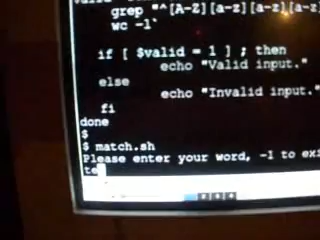 grep "^[A-Z][a-z][a-z][a-z]
wc -l`
if [ $valid = 1 ] ; then
echo "Valid input."
else
echo "Invalid input."
fi
done
$
$ match.sh
Please enter your word, -1 to exi
te